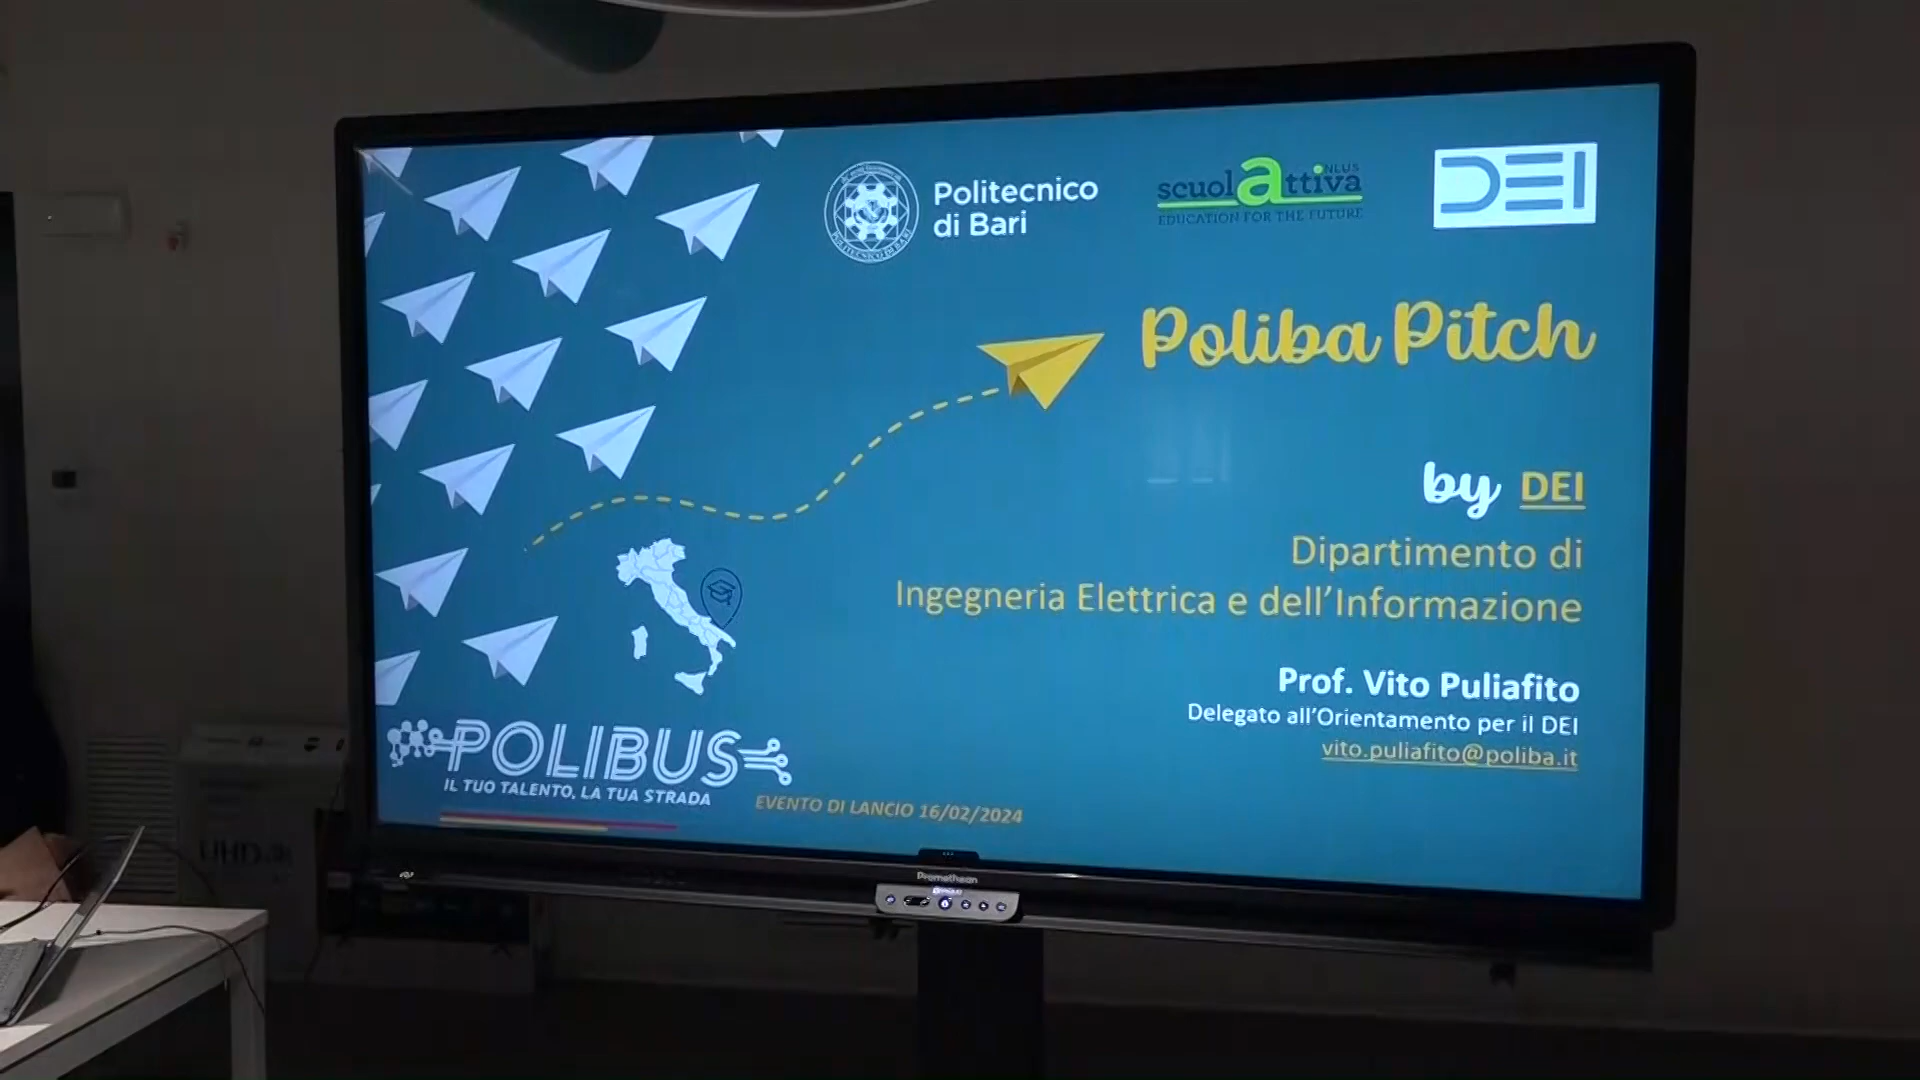 Politecnico
di Bari
scuolattiva
ONLUS
EDUCATION FOR THE FUTURE
DEI
Poliba Pitch
by DEI
Dipartimento di
Ingegneria Elettrica e dell'Informazione
Prof. Vito Puliafito
Delegato all'Orientamento per il DEI
vito.puliafito@poliba.it
POLIBUS
IL TUO TALENTO, LA TUA STRADA
EVENTO DI LANCIO 16/02/2024
Promethean
UHD